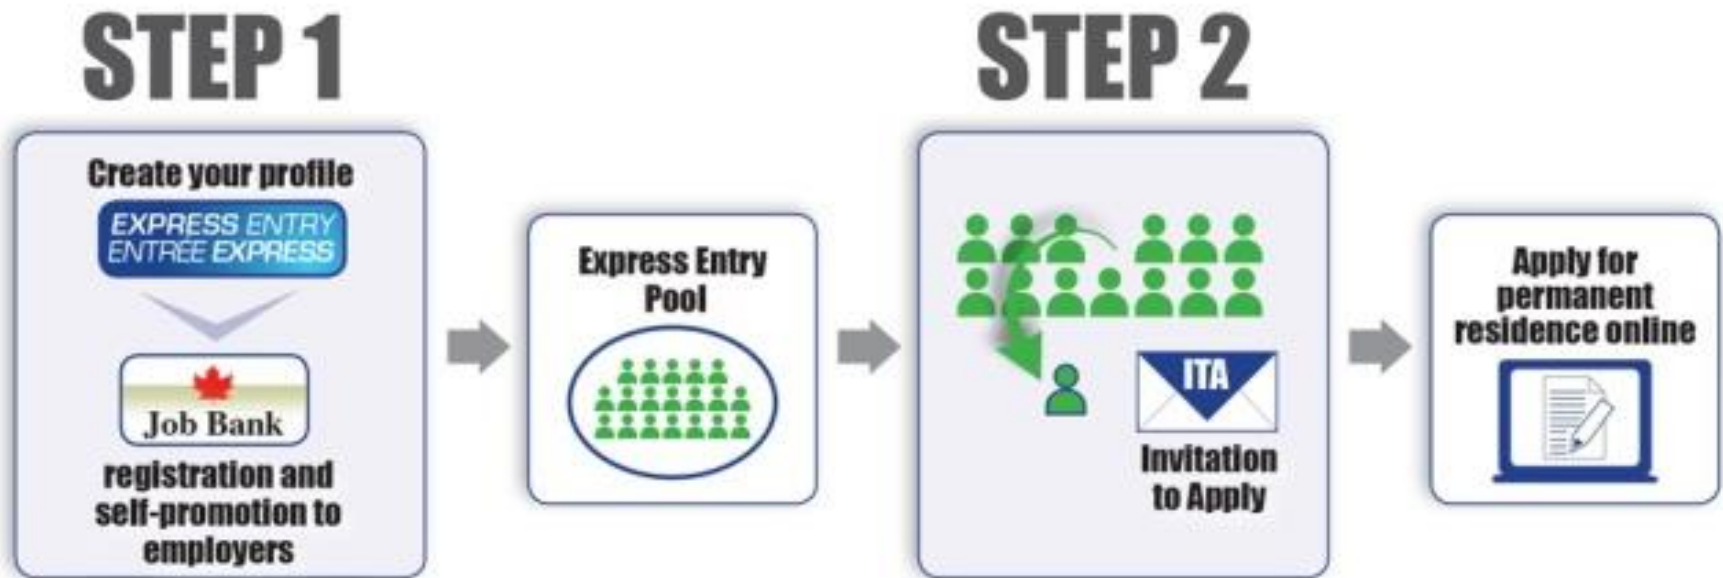 STEP 1
Create your profile
EXPRESS ENTRY
ENTRÉE EXPRESS
Job Bank
registration and
self-promotion to
employers
Express Entry
Pool
STEP 2
ITA
Invitation
to Apply
Apply for
permanent
residence online